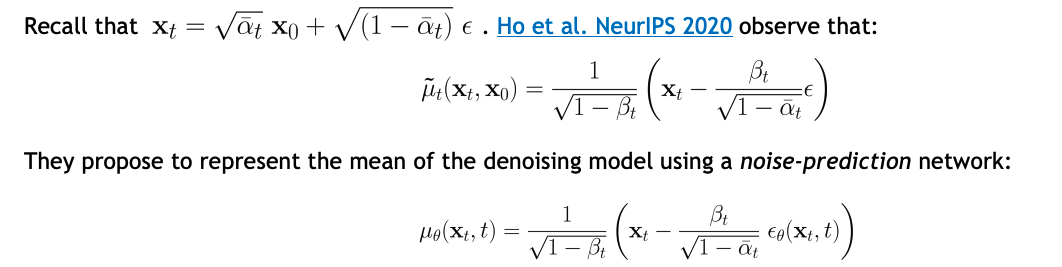 Recall that $\mathbf{x}_t = \sqrt{\bar{\alpha}_t}\, \mathbf{x}_0 + \sqrt{(1 - \bar{\alpha}_t)}\, \epsilon$ . Ho et al. NeurIPS 2020 observe that:
$\tilde{\mu}_t(\mathbf{x}_t, \mathbf{x}_0) = \frac{1}{\sqrt{1 - \beta_t}} \left( \mathbf{x}_t - \frac{\beta_t}{\sqrt{1 - \bar{\alpha}_t}} \epsilon \right)$
They propose to represent the mean of the denoising model using a noise-prediction network:
$\mu_\theta(\mathbf{x}_t, t) = \frac{1}{\sqrt{1 - \beta_t}} \left( \mathbf{x}_t - \frac{\beta_t}{\sqrt{1 - \bar{\alpha}_t}}\, \epsilon_\theta(\mathbf{x}_t, t) \right)$